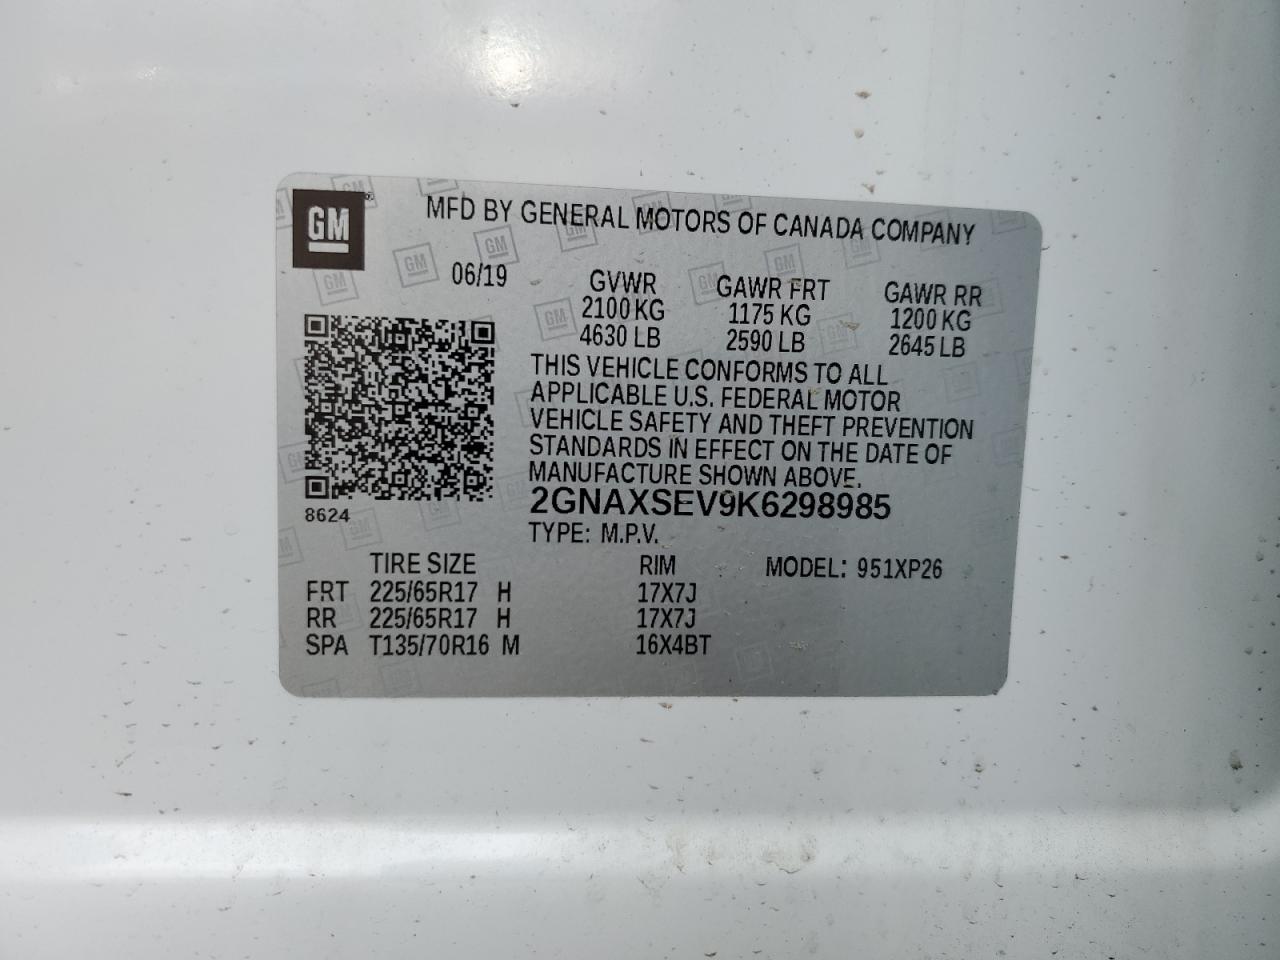 GM
MFD BY GENERAL MOTORS OF CANADA COMPANY
06/19 GVWR GAWR FRT GAWR RR
2100 KG 1175 KG 1200 KG
4630 LB 2590 LB 2645 LB
THIS VEHICLE CONFORMS TO ALL
APPLICABLE U.S. FEDERAL MOTOR
VEHICLE SAFETY AND THEFT PREVENTION
STANDARDS IN EFFECT ON THE DATE OF
MANUFACTURE SHOWN ABOVE.
2GNAXSEV9K6298985
8624
TYPE: M.P.V.
TIRE SIZE RIM MODEL: 951XP26
FRT 225/65R17 H 17X7J
RR 225/65R17 H 17X7J
SPA T135/70R16 M 16X4BT